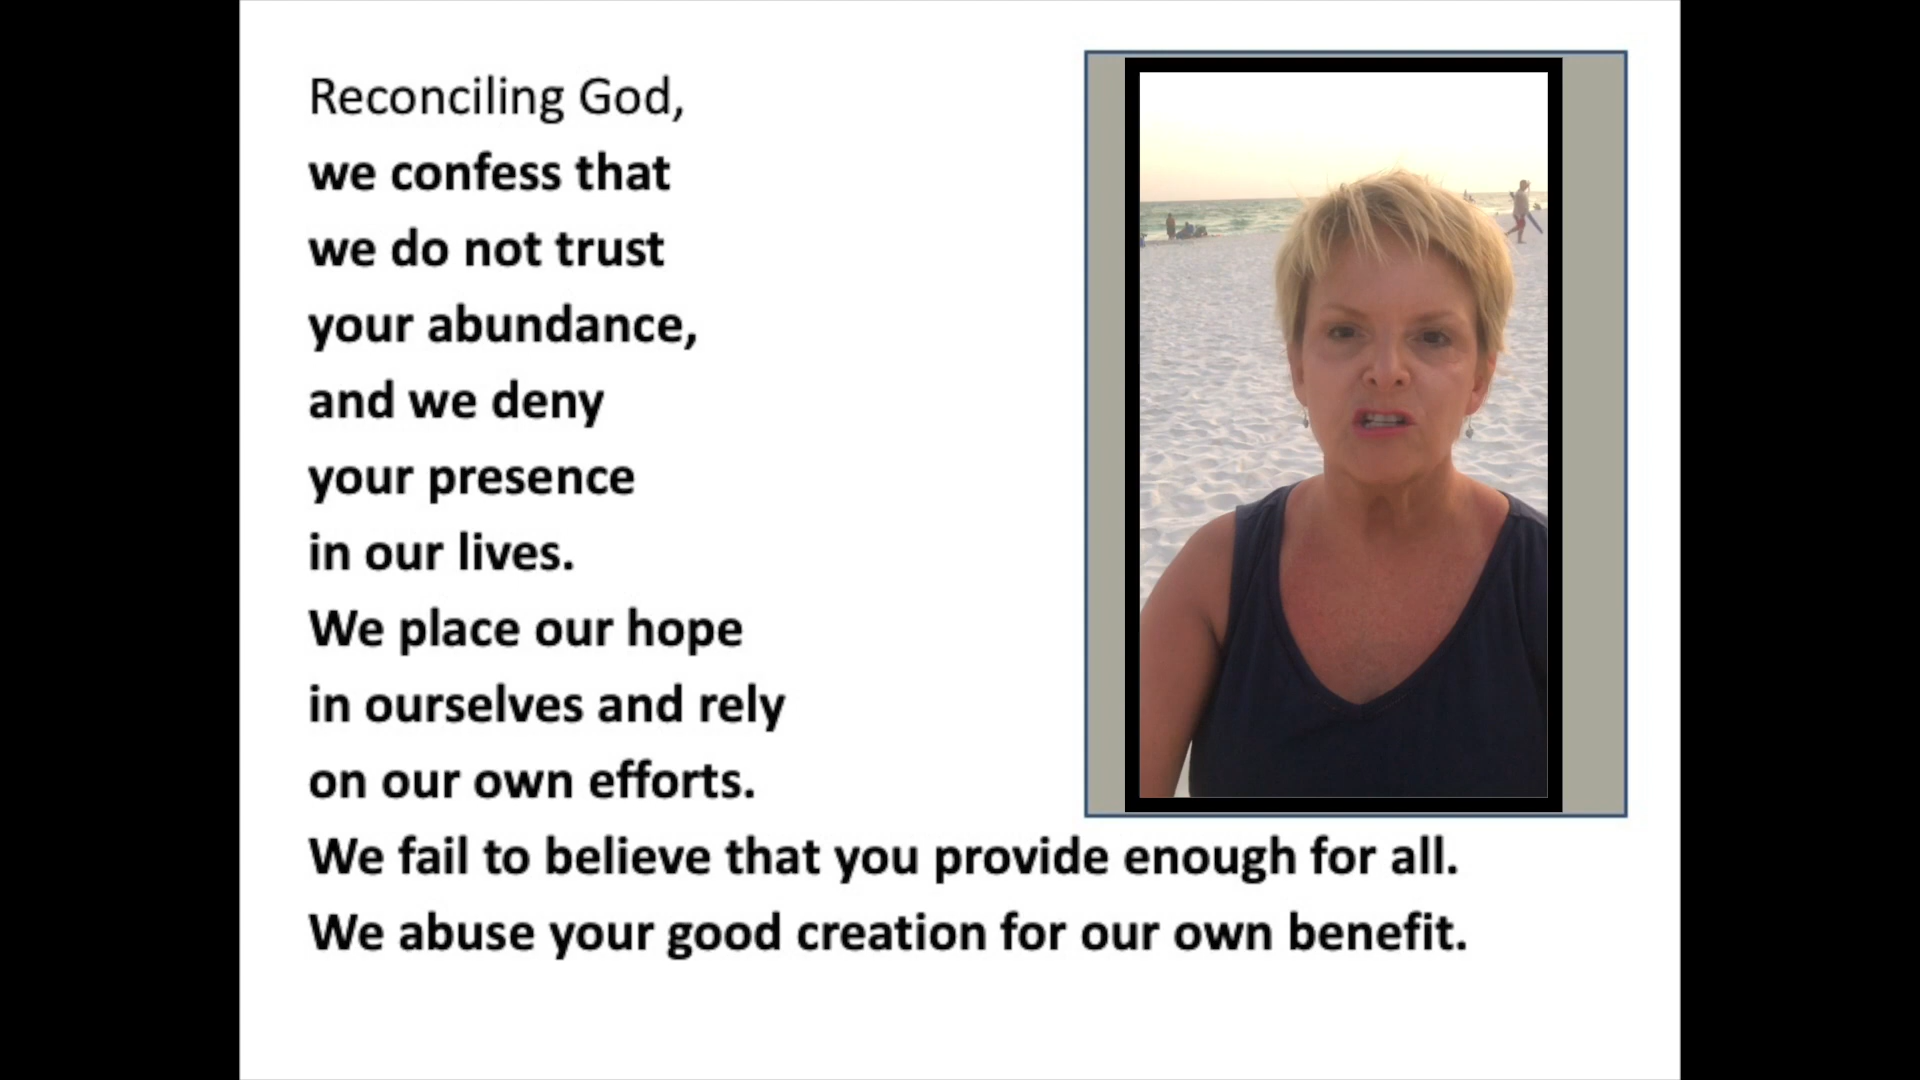 Reconciling God,
we confess that
we do not trust
your abundance,
and we deny
your presence
in our lives.
We place our hope
in ourselves and rely
on our own efforts.
We fail to believe that you provide enough for all.
We abuse your good creation for our own benefit.